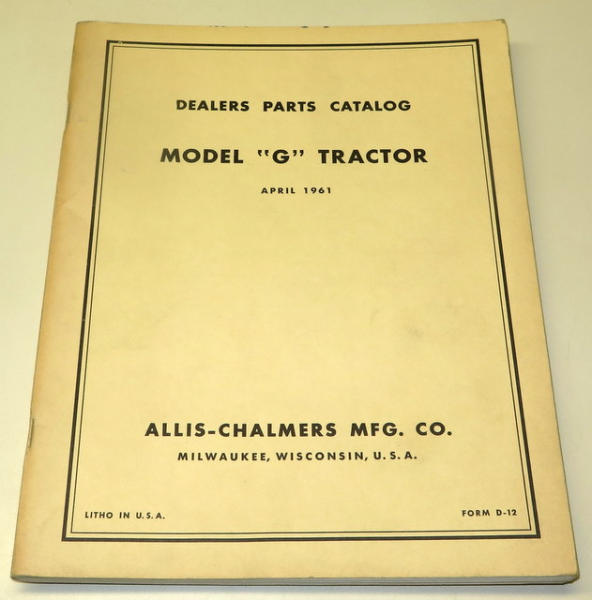 DEALERS PARTS CATALOG
MODEL "G" TRACTOR
APRIL 1961
ALLIS-CHALMERS MFG. CO.
MILWAUKEE, WISCONSIN, U.S.A.
LITHO IN U.S.A. FORM D-12